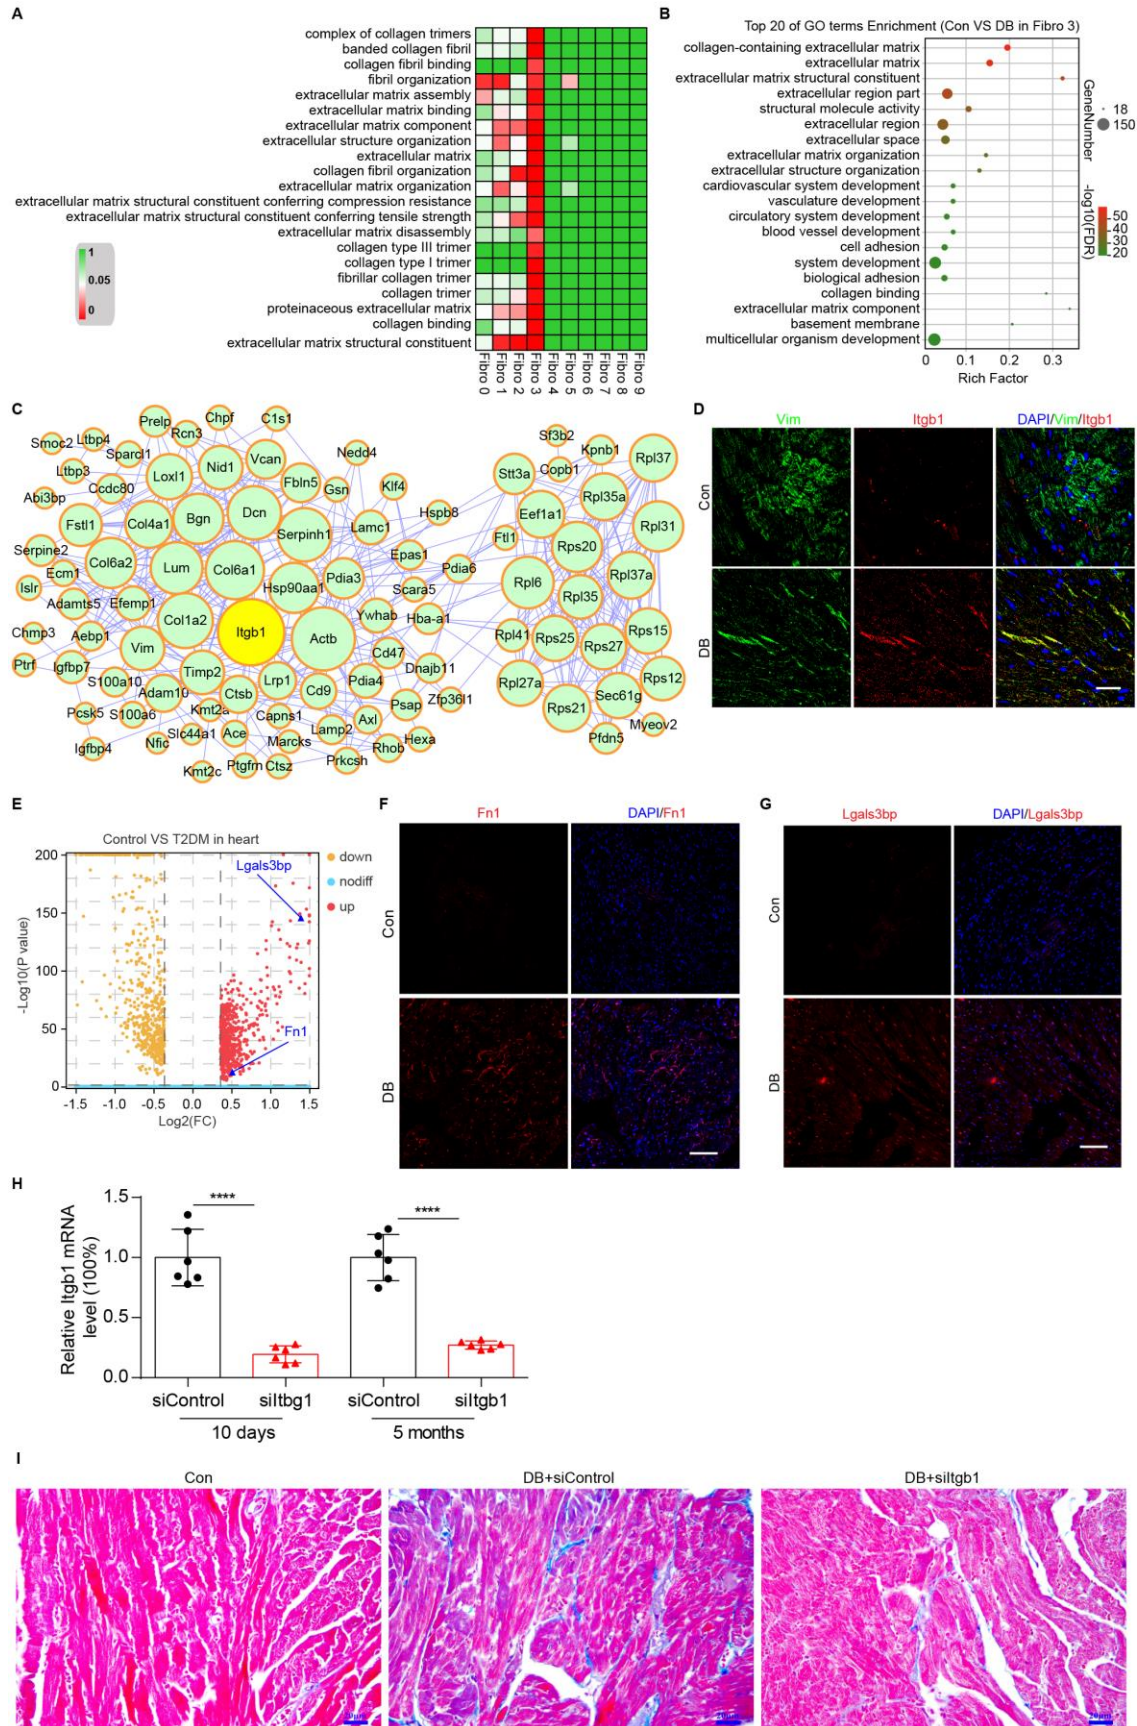 A
complex of collagen trimers
banded collagen fibril
collagen fibril binding
fibril organization
extracellular matrix assembly
extracellular matrix binding
extracellular matrix component
extracellular structure organization
extracellular matrix
collagen fibril organization
extracellular matrix organization
extracellular matrix structural constituent conferring compression resistance
extracellular matrix structural constituent conferring tensile strength
extracellular matrix disassembly
collagen type III trimer
collagen type I trimer
fibrillar collagen trimer
collagen trimer
proteinaceous extracellular matrix
collagen binding
extracellular matrix structural constituent
1
0.05
0
Fibro 0
Fibro 1
Fibro 2
Fibro 3
Fibro 4
Fibro 5
Fibro 6
Fibro 7
Fibro 8
Fibro 9
B
Top 20 of GO terms Enrichment (Con VS DB in Fibro 3)
collagen-containing extracellular matrix
extracellular matrix
extracellular matrix structural constituent
extracellular region part
structural molecule activity
extracellular region
extracellular space
extracellular matrix organization
extracellular structure organization
cardiovascular system development
vasculature development
circulatory system development
blood vessel development
cell adhesion
system development
biological adhesion
collagen binding
extracellular matrix component
basement membrane
multicellular organism development
0 0.1 0.2 0.3
Rich Factor
GeneNumber
18
150
-log10(FDR)
50
40
30
20
C
Prelp
Chpf
C1s1
Smoc2
Ltbp4
Rcn3
Sparcl1
Nedd4
Sf3b2
Kpnb1
Ltbp3
Loxl1
Nid1
Vcan
Stt3a
Copb1
Rpl37
Abi3bp
Ccdc80
Fbln5
Gsn
Klf4
Rpl35a
Fstl1
Col4a1
Bgn
Dcn
Serpinh1
Lamc1
Hspb8
Eef1a1
Rpl31
Serpine2
Ftl1
Rps20
Ecm1
Col6a2
Lum
Col6a1
Epas1
Pdia6
Islr
Hsp90aa1
Pdia3
Scara5
Rpl6
Rpl37a
Adamts5
Efemp1
Rpl35
Chmp3
Aebp1
Col1a2
Itgb1
Actb
Ywhab
Hba-a1
Rpl41
Rps25
Rps27
Rps15
Vim
Cd47
Ptrf
Igfbp7
Timp2
Lrp1
Dnajb11
S100a10
Adam10
Ctsb
Cd9
Pdia4
Rpl27a
Sec61g
Rps12
Pcsk5
S100a6
Kmt2a
Capns1
Axl
Psap
Zfp36l1
Rps21
Igfbp4
Nfic
Slc44a1
Ace
Marcks
Lamp2
Rhob
Hexa
Pfdn5
Myeov2
Kmt2c
Ptgfrn
Ctsz
Prkcsh
D
Vim
Itgb1
DAPI/Vim/Itgb1
Con
DB
E
Control VS T2DM in heart
200
150
100
50
0
-Log10(P value)
Lgals3bp
Fn1
-1.5 -1.0 -0.5 0.0 0.5 1.0 1.5
Log2(FC)
down
nodiff
up
F
Fn1
DAPI/Fn1
Con
DB
G
Lgals3bp
DAPI/Lgals3bp
Con
DB
H
Relative Itgb1 mRNA
level (100%)
1.5
1.0
0.5
0.0
****
****
siControl
siItbg1
siControl
siItgb1
10 days
5 months
I
Con
DB+siControl
DB+siItgb1
20μm
20μm
20μm